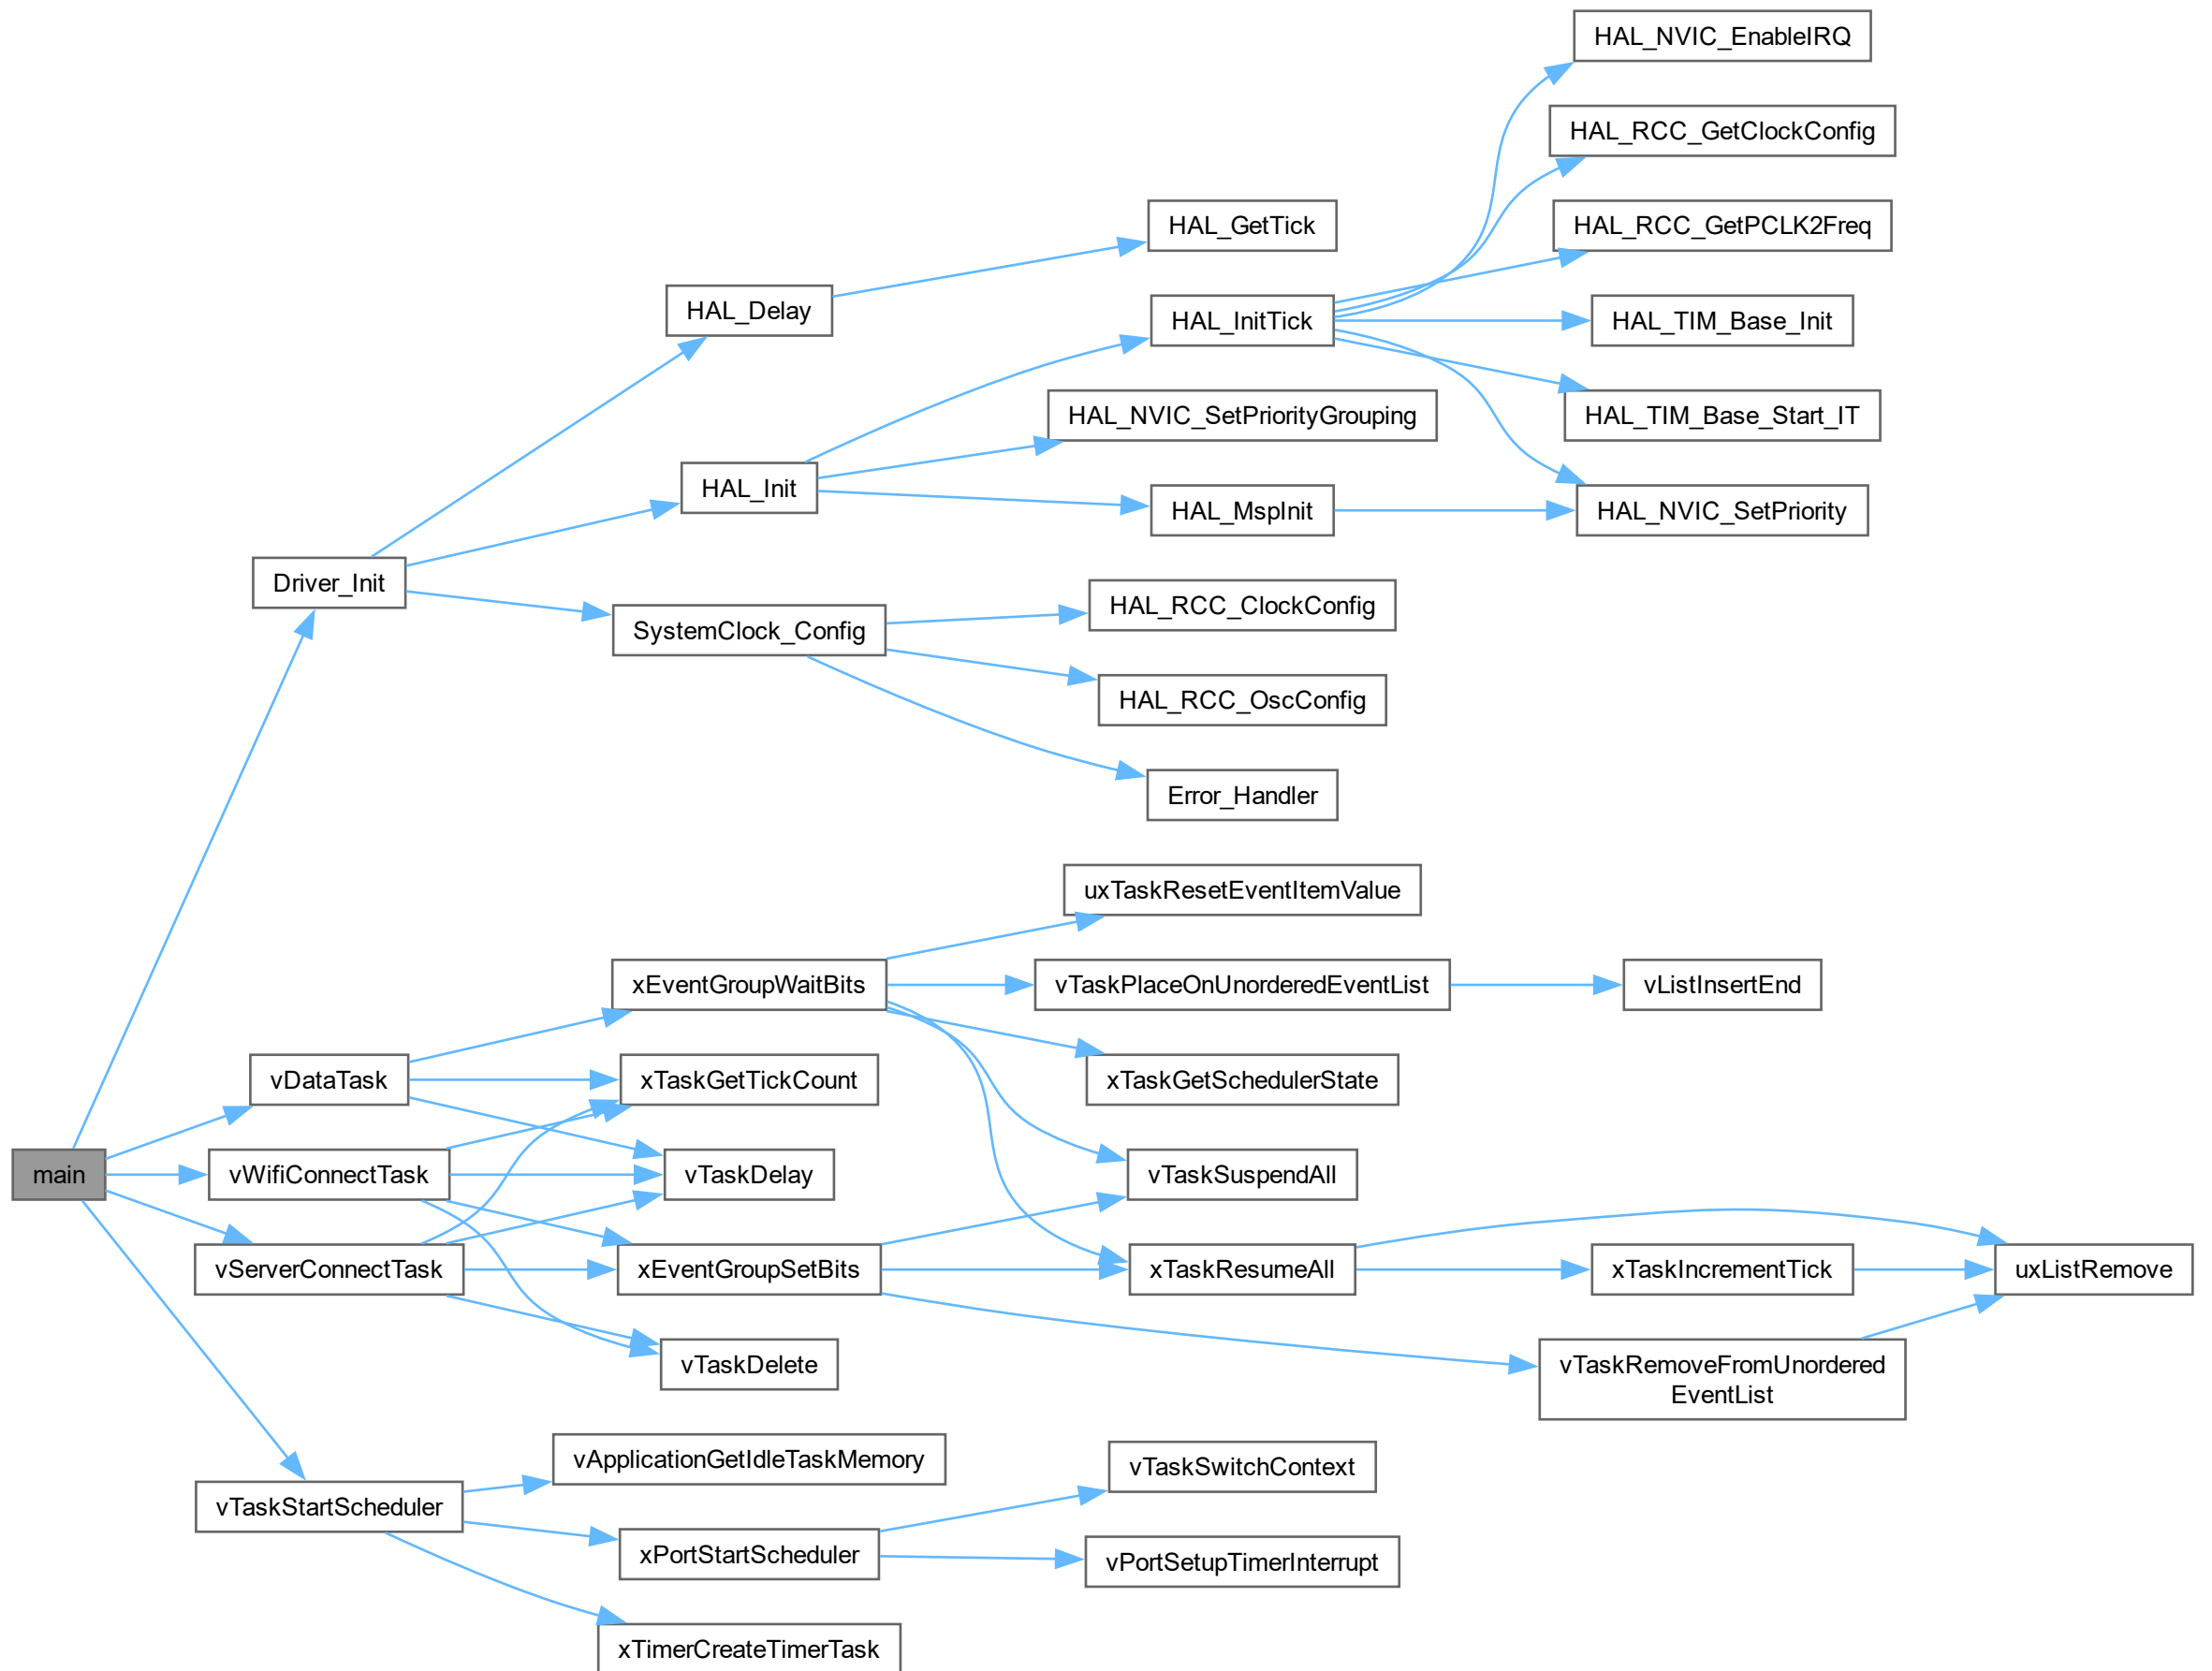 HAL_NVIC_EnableIRQ
HAL_RCC_GetClockConfig
HAL_GetTick
HAL_RCC_GetPCLK2Freq
HAL_Delay
HAL_InitTick
HAL_TIM_Base_Init
HAL_NVIC_SetPriorityGrouping
HAL_TIM_Base_Start_IT
HAL_Init
HAL_MspInit
HAL_NVIC_SetPriority
Driver_Init
HAL_RCC_ClockConfig
SystemClock_Config
HAL_RCC_OscConfig
Error_Handler
uxTaskResetEventItemValue
xEventGroupWaitBits
vTaskPlaceOnUnorderedEventList
vListInsertEnd
vDataTask
xTaskGetTickCount
xTaskGetSchedulerState
main
vWifiConnectTask
vTaskDelay
vTaskSuspendAll
vServerConnectTask
xEventGroupSetBits
xTaskResumeAll
xTaskIncrementTick
uxListRemove
vTaskDelete
vTaskRemoveFromUnordered
EventList
vApplicationGetIdleTaskMemory
vTaskSwitchContext
vTaskStartScheduler
xPortStartScheduler
vPortSetupTimerInterrupt
xTimerCreateTimerTask